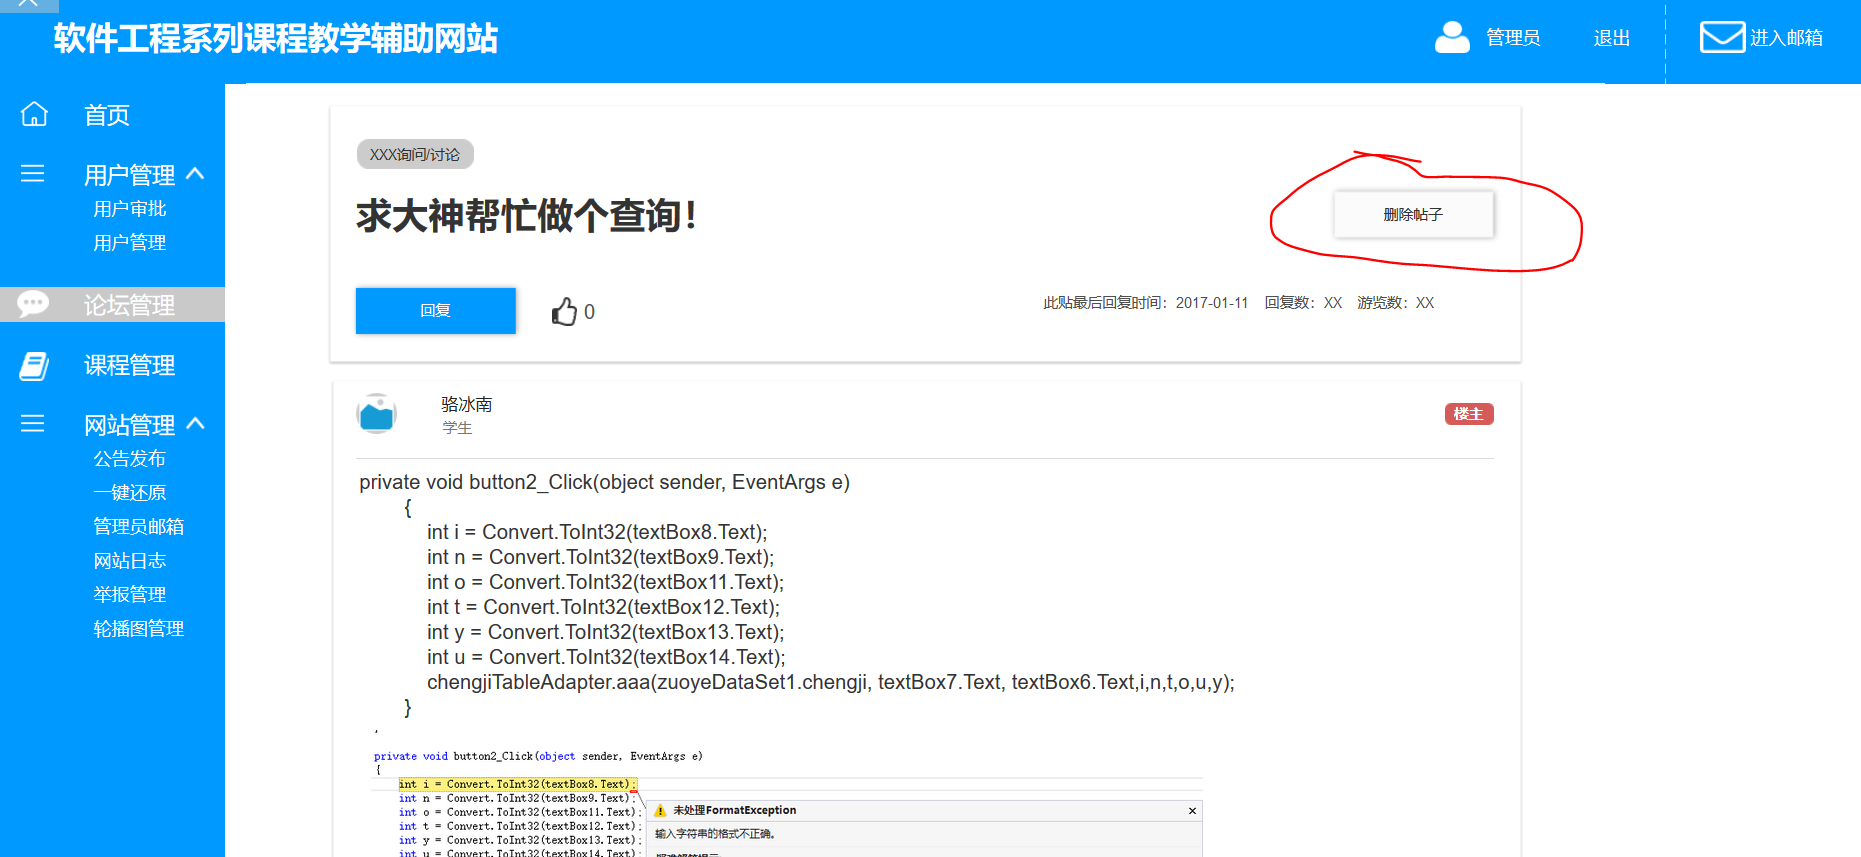 软件工程系列课程教学辅助网站
管理员
退出
进入邮箱
首页
用户管理
用户审批
用户管理
论坛管理
课程管理
网站管理
公告发布
一键还原
管理员邮箱
网站日志
举报管理
轮播图管理
XXX询问/讨论
求大神帮忙做个查询！
删除帖子
回复
0
此贴最后回复时间：2017-01-11 回复数：XX 游览数：XX
骆冰南
学生
楼主
private void button2_Click(object sender, EventArgs e)
{
int i = Convert.ToInt32(textBox8.Text);
int n = Convert.ToInt32(textBox9.Text);
int o = Convert.ToInt32(textBox11.Text);
int t = Convert.ToInt32(textBox12.Text);
int y = Convert.ToInt32(textBox13.Text);
int u = Convert.ToInt32(textBox14.Text);
chengjiTableAdapter.aaa(zuoyeDataSet1.chengji, textBox7.Text, textBox6.Text,i,n,t,o,u,y);
}
private void button2_Click(object sender, EventArgs e)
{
int i = Convert.ToInt32(textBox8.Text);
int n = Convert.ToInt32(textBox9.Text);
int o = Convert.ToInt32(textBox11.Text);
int t = Convert.ToInt32(textBox12.Text);
int y = Convert.ToInt32(textBox13.Text);
int u = Convert.ToInt32(textBox14.Text);
未处理FormatException
输入字符串的格式不正确。